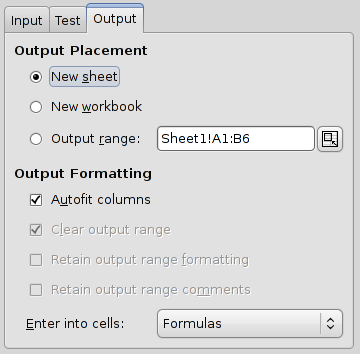 Input Test Output
Output Placement
New sheet
New workbook
Output range: Sheet1!A1:B6
Output Formatting
Autofit columns
Clear output range
Retain output range formatting
Retain output range comments
Enter into cells: Formulas